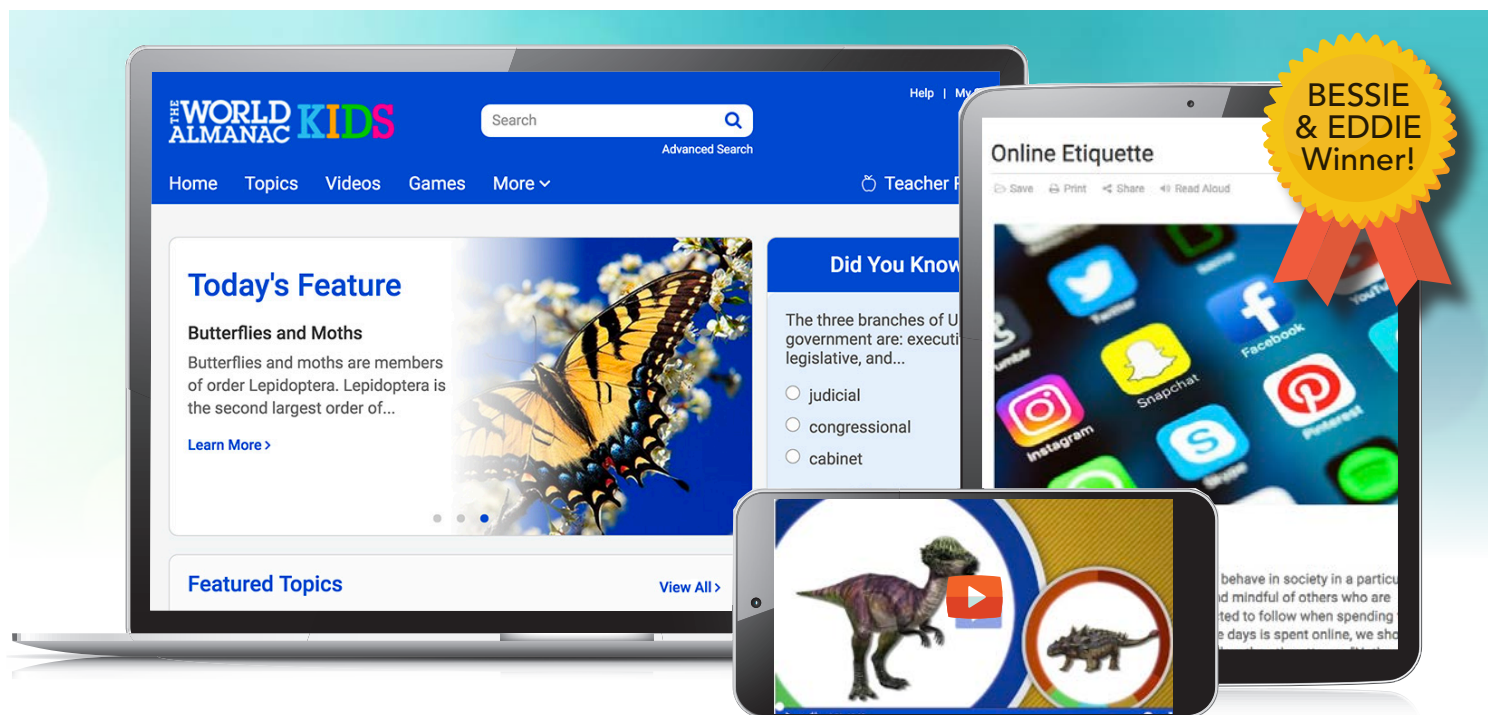 THE
WORLD
ALMANAC
KIDS
Search
Advanced Search
Help | My
Home
Topics
Videos
Games
More
Teacher
Today's Feature
Butterflies and Moths
Butterflies and moths are members
of order Lepidoptera. Lepidoptera is
the second largest order of...
Learn More >
Featured Topics
View All >
Did You Know
The three branches of U
government are: executi
legislative, and...
judicial
congressional
cabinet
Online Etiquette
Save
Print
Share
Read Aloud
Twitter
YouTu
Facebook
umblr
Snapchat
Instagram
Pinterest
Skype
behave in society in a particu
d mindful of others who are
ted to follow when spending
e days is spent online, we sho
BESSIE
& EDDIE
Winner!